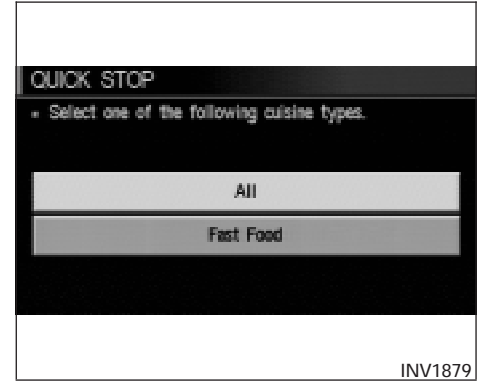 QUICK STOP
Select one of the following cuisine types.
All
Fast Food
INV1879